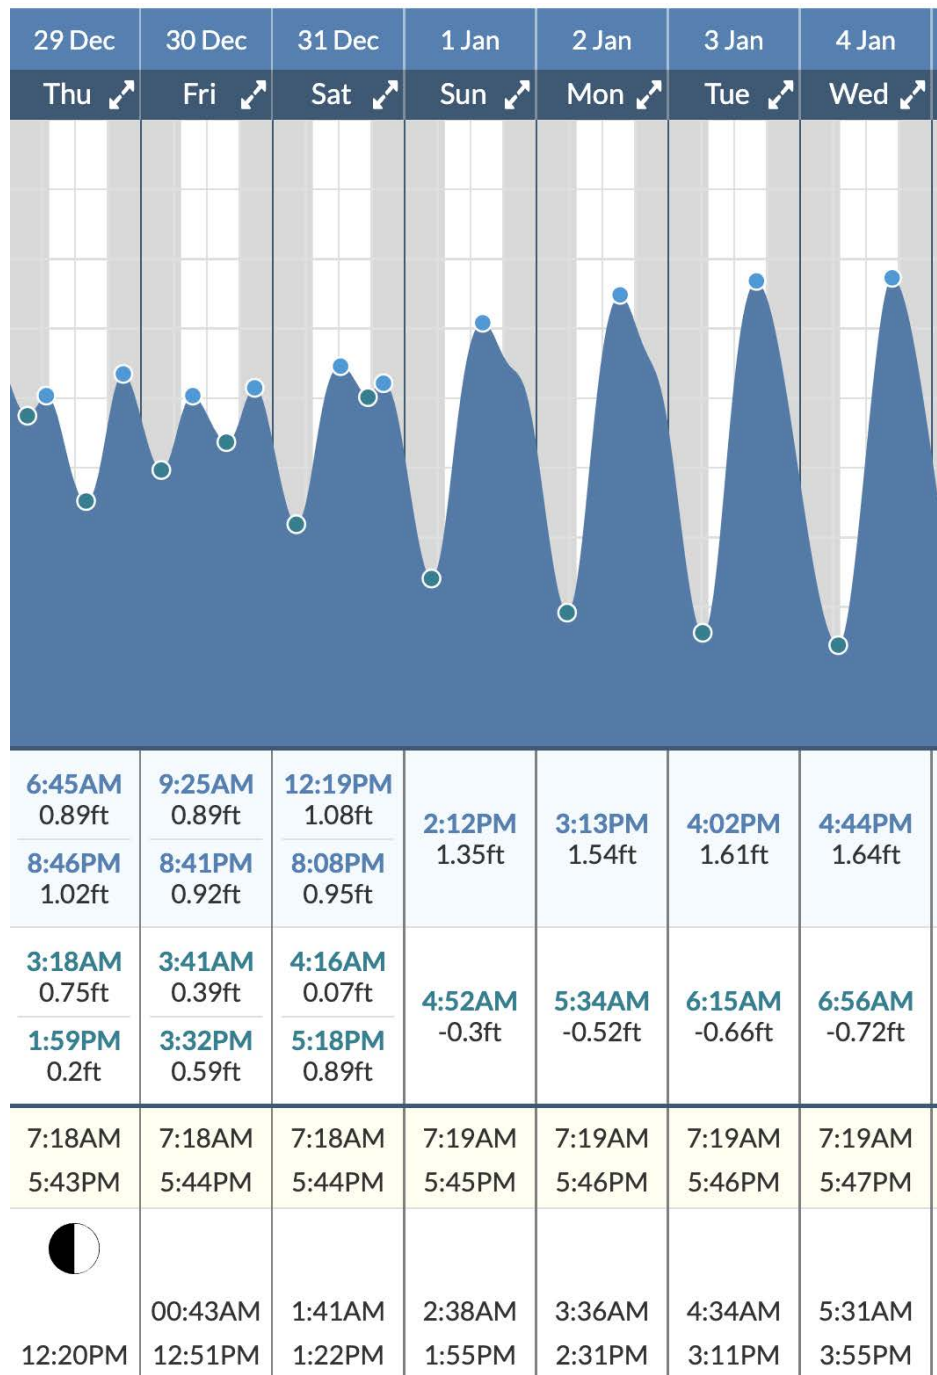 29 Dec 30 Dec 31 Dec 1 Jan 2 Jan 3 Jan 4 Jan
Thu Fri Sat Sun Mon Tue Wed
6:45AM 9:25AM 12:19PM
0.89ft 0.89ft 1.08ft
2:12PM 3:13PM 4:02PM 4:44PM
1.35ft 1.54ft 1.61ft 1.64ft
8:46PM 8:41PM 8:08PM
1.02ft 0.92ft 0.95ft
3:18AM 3:41AM 4:16AM
0.75ft 0.39ft 0.07ft
4:52AM 5:34AM 6:15AM 6:56AM
-0.3ft -0.52ft -0.66ft -0.72ft
1:59PM 3:32PM 5:18PM
0.2ft 0.59ft 0.89ft
7:18AM 7:18AM 7:18AM 7:19AM 7:19AM 7:19AM 7:19AM
5:43PM 5:44PM 5:44PM 5:45PM 5:46PM 5:46PM 5:47PM
00:43AM 1:41AM 2:38AM 3:36AM 4:34AM 5:31AM
12:20PM 12:51PM 1:22PM 1:55PM 2:31PM 3:11PM 3:55PM